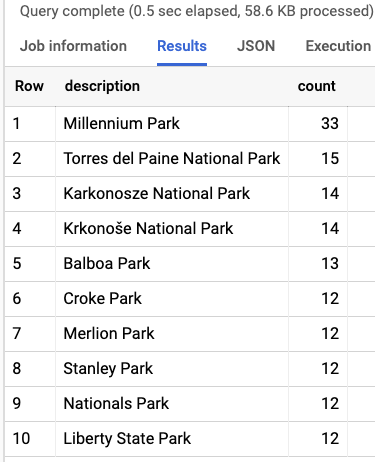 Query complete (0.5 sec elapsed, 58.6 KB processed)
Job information Results JSON Execution
Row description count
1 Millennium Park 33
2 Torres del Paine National Park 15
3 Karkonosze National Park 14
4 Krkonoše National Park 14
5 Balboa Park 13
6 Croke Park 12
7 Merlion Park 12
8 Stanley Park 12
9 Nationals Park 12
10 Liberty State Park 12